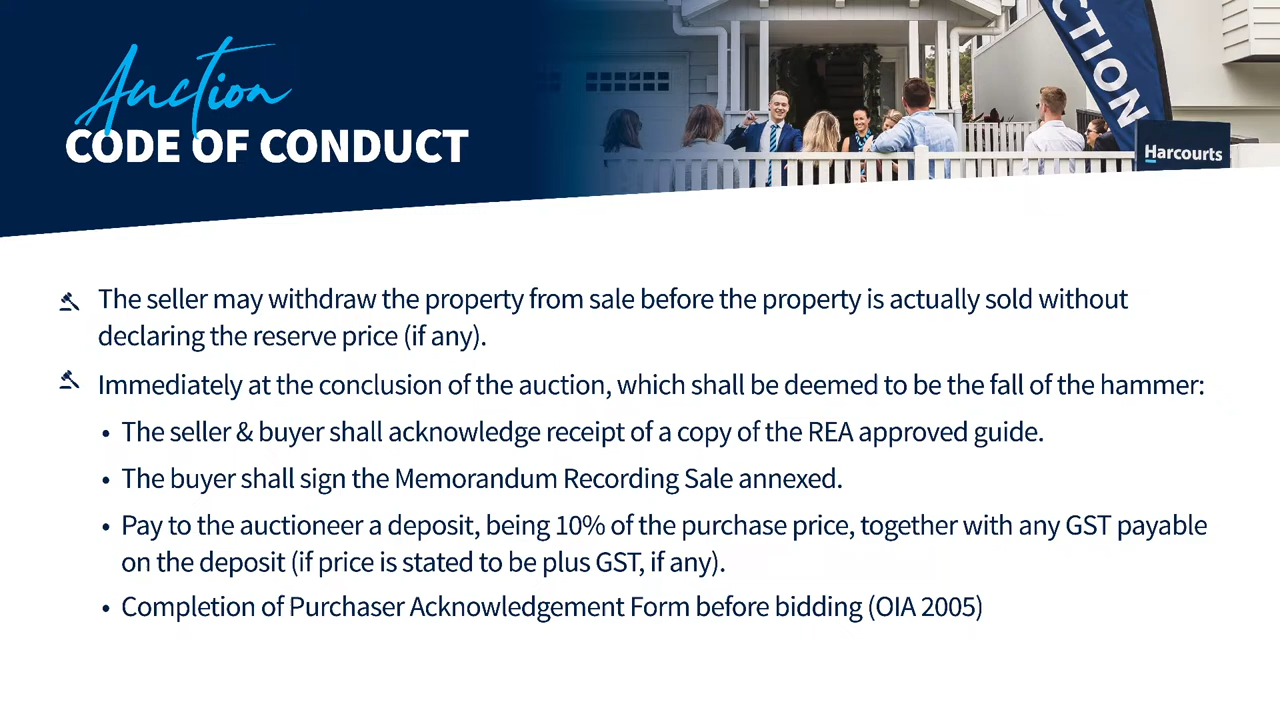 Auction
CODE OF CONDUCT
CTION
Harcourts
The seller may withdraw the property from sale before the property is actually sold without
declaring the reserve price (if any).
Immediately at the conclusion of the auction, which shall be deemed to be the fall of the hammer:
• The seller & buyer shall acknowledge receipt of a copy of the REA approved guide.
• The buyer shall sign the Memorandum Recording Sale annexed.
• Pay to the auctioneer a deposit, being 10% of the purchase price, together with any GST payable
on the deposit (if price is stated to be plus GST, if any).
• Completion of Purchaser Acknowledgement Form before bidding (OIA 2005)